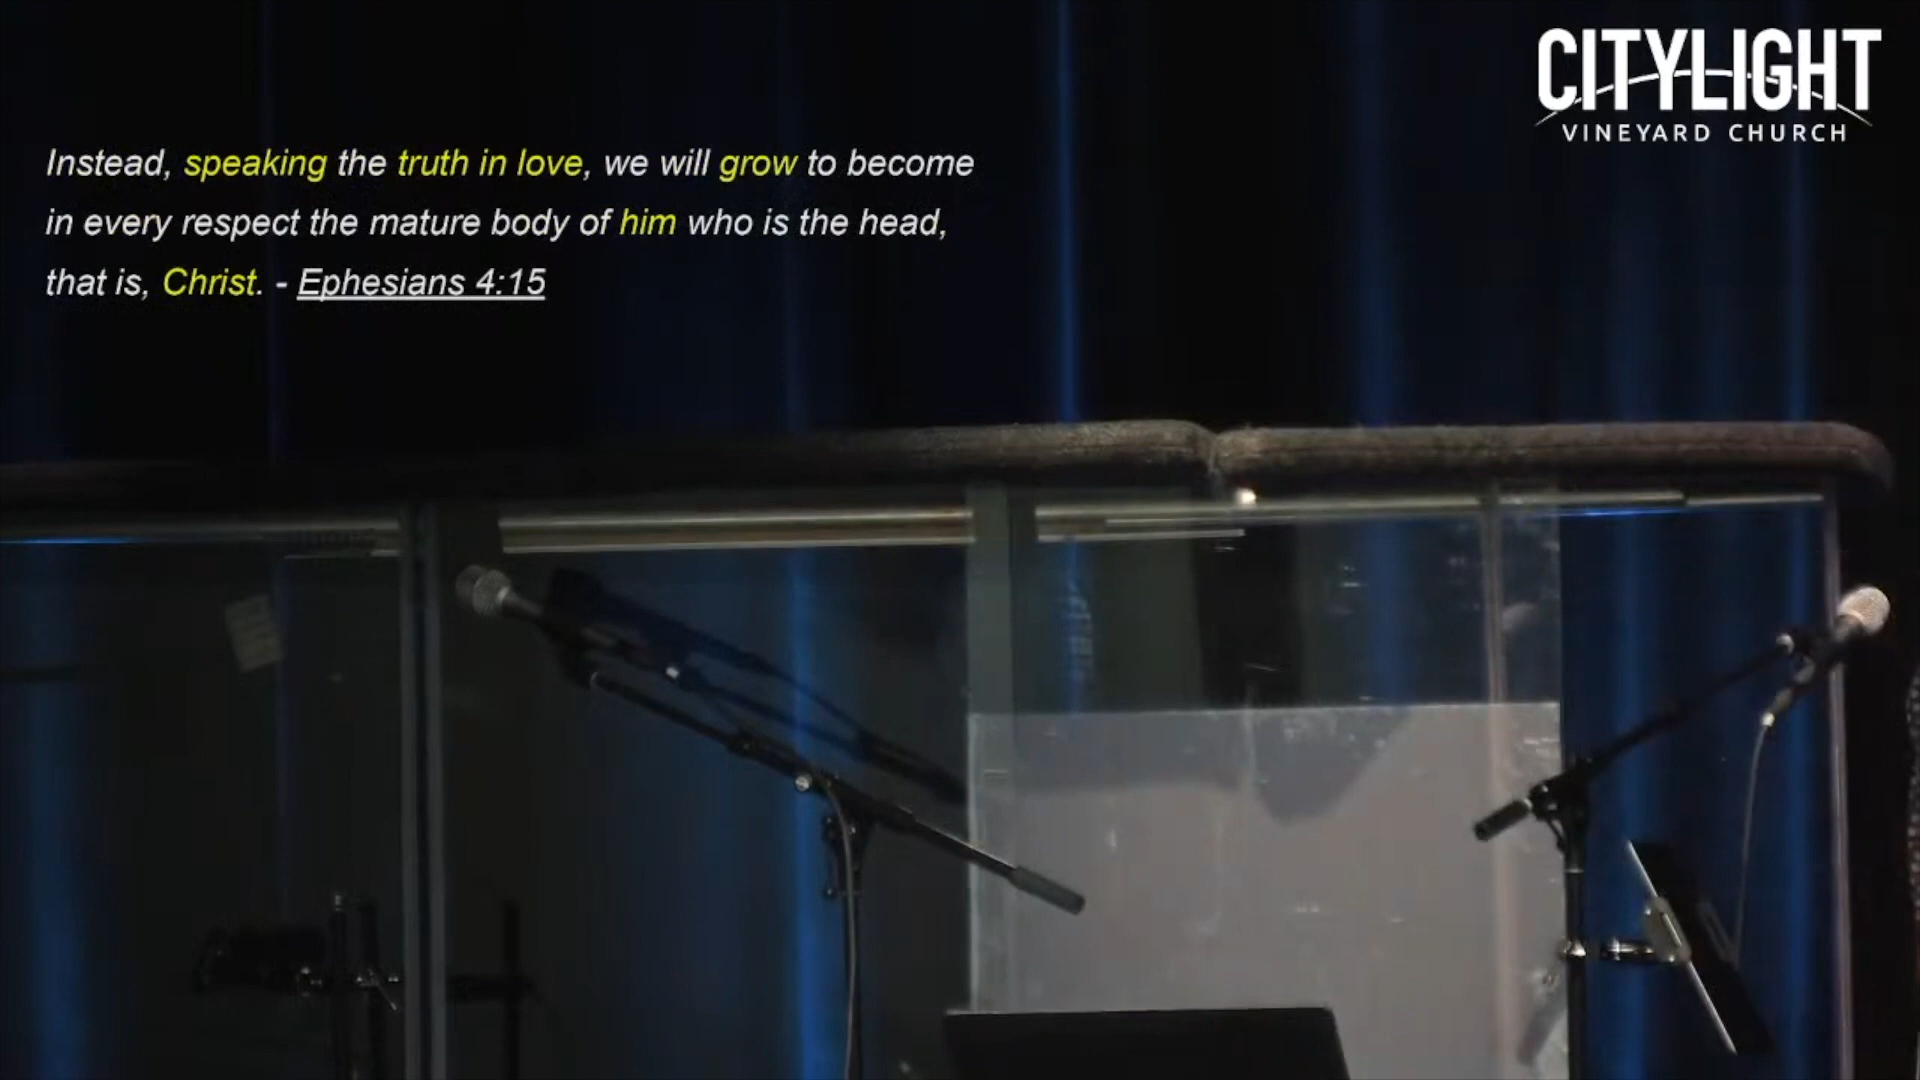 CITYLIGHT
VINEYARD CHURCH
Instead, speaking the truth in love, we will grow to become
in every respect the mature body of him who is the head,
that is, Christ. - Ephesians 4:15